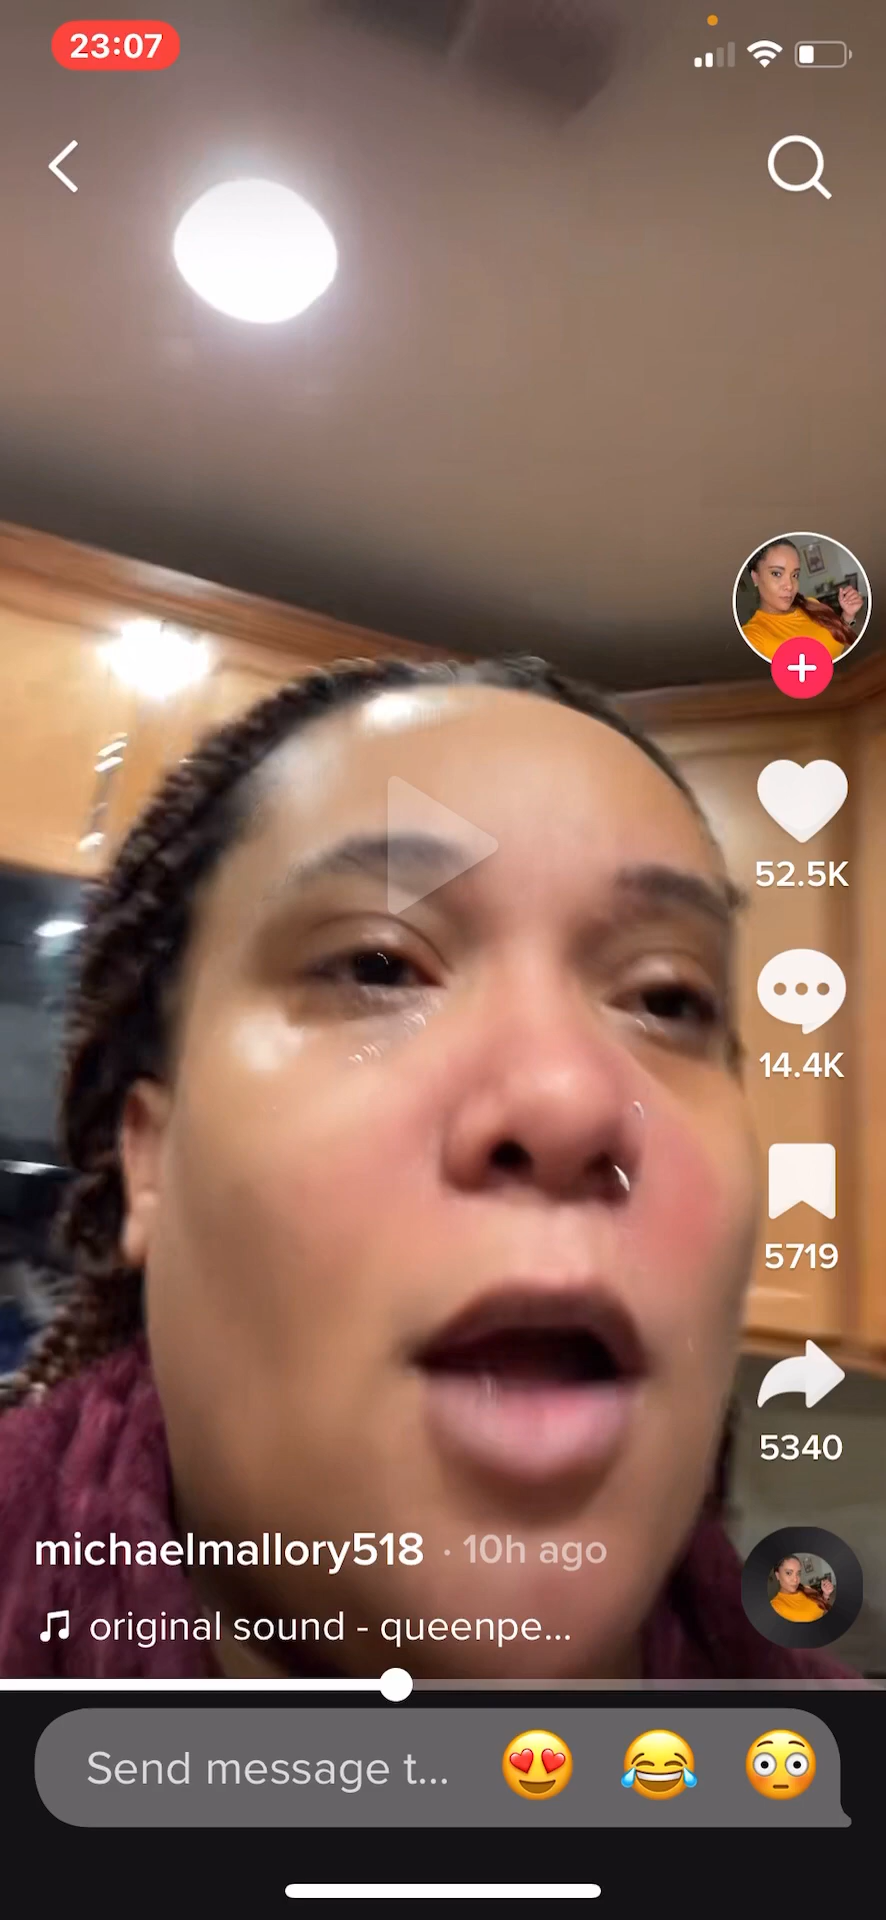 23:07
52.5K
14.4K
5719
5340
michaelmallory518 · 10h ago
original sound - queenpe...
Send message t...